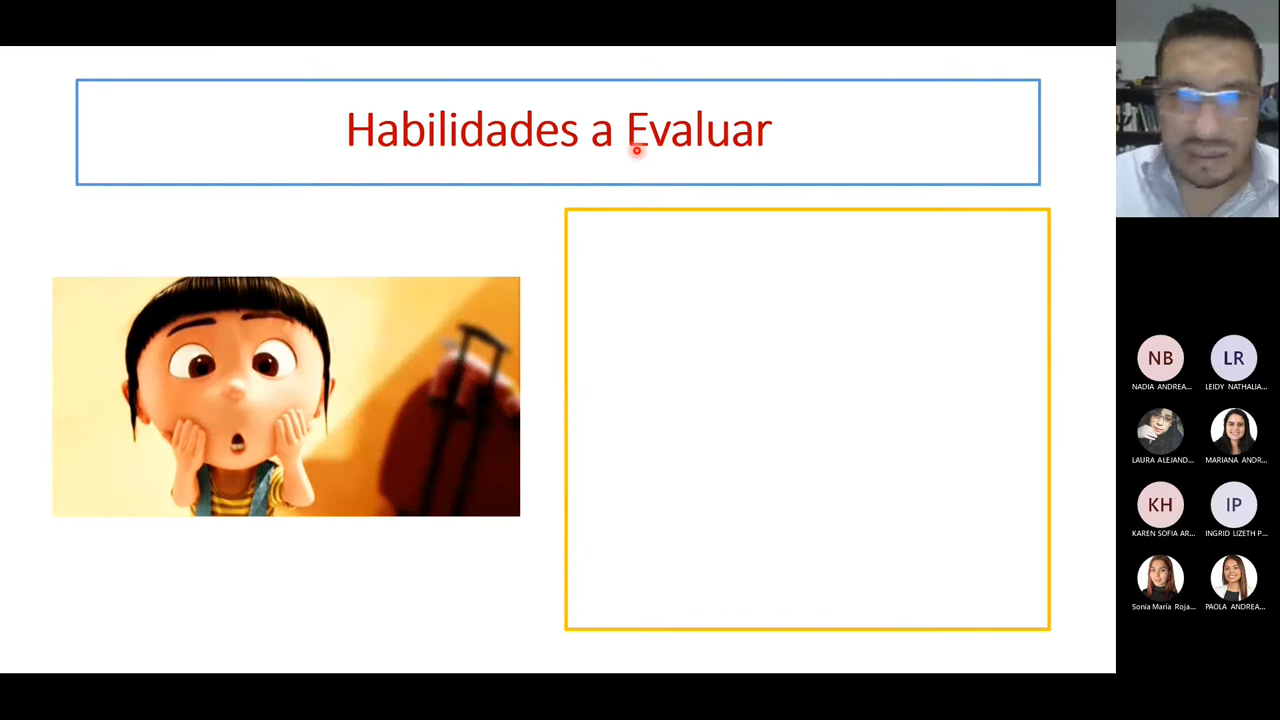 Habilidades a Evaluar
NB
LR
NADIA ANDREA...
LEIDY NATHALIA...
LAURA ALEJAND...
MARIANA ANDR...
KH
IP
KAREN SOFIA AR...
INGRID LIZETH P...
Sonia María Roja...
PAOLA ANDREA...